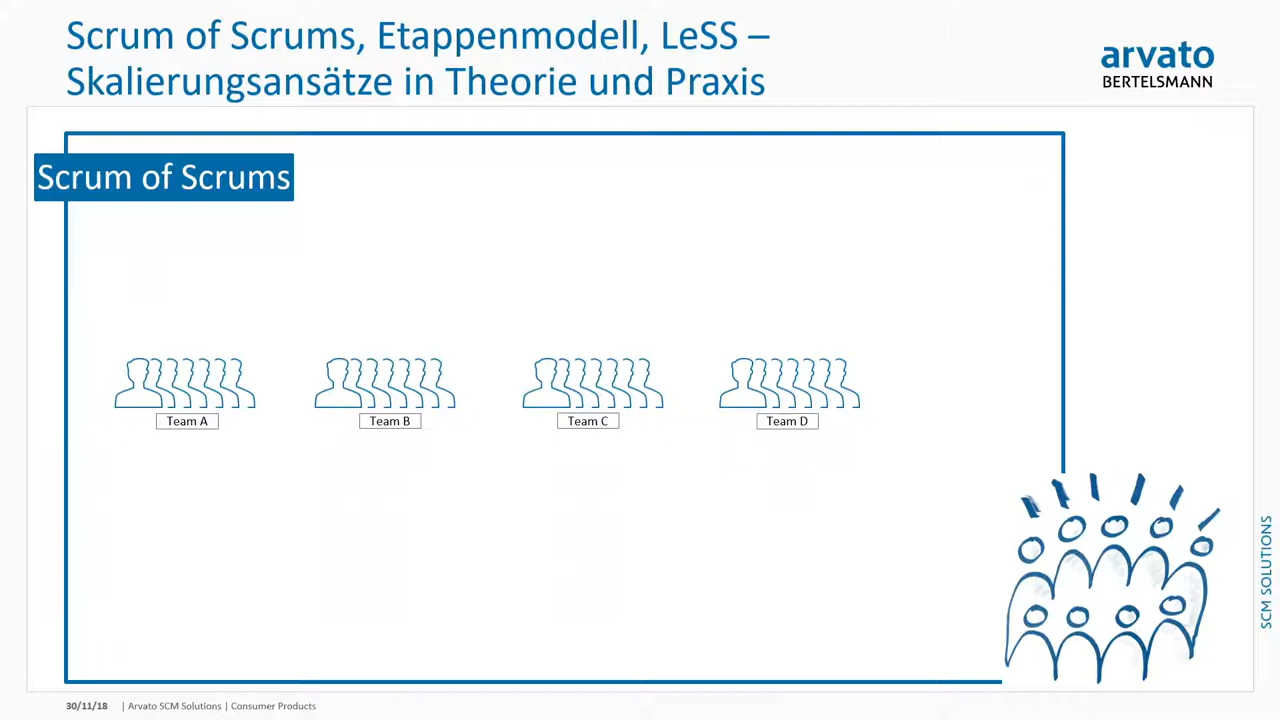 Scrum of Scrums, Etappenmodell, LeSS –
Skalierungsansätze in Theorie und Praxis
arvato
BERTELSMANN
Scrum of Scrums
Team A
Team B
Team C
Team D
SCM SOLUTIONS
30/11/18 | Arvato SCM Solutions | Consumer Products